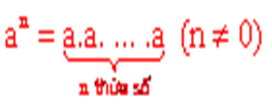 aⁿ = a.a. ... .a (n ≠ 0)
n thừa số